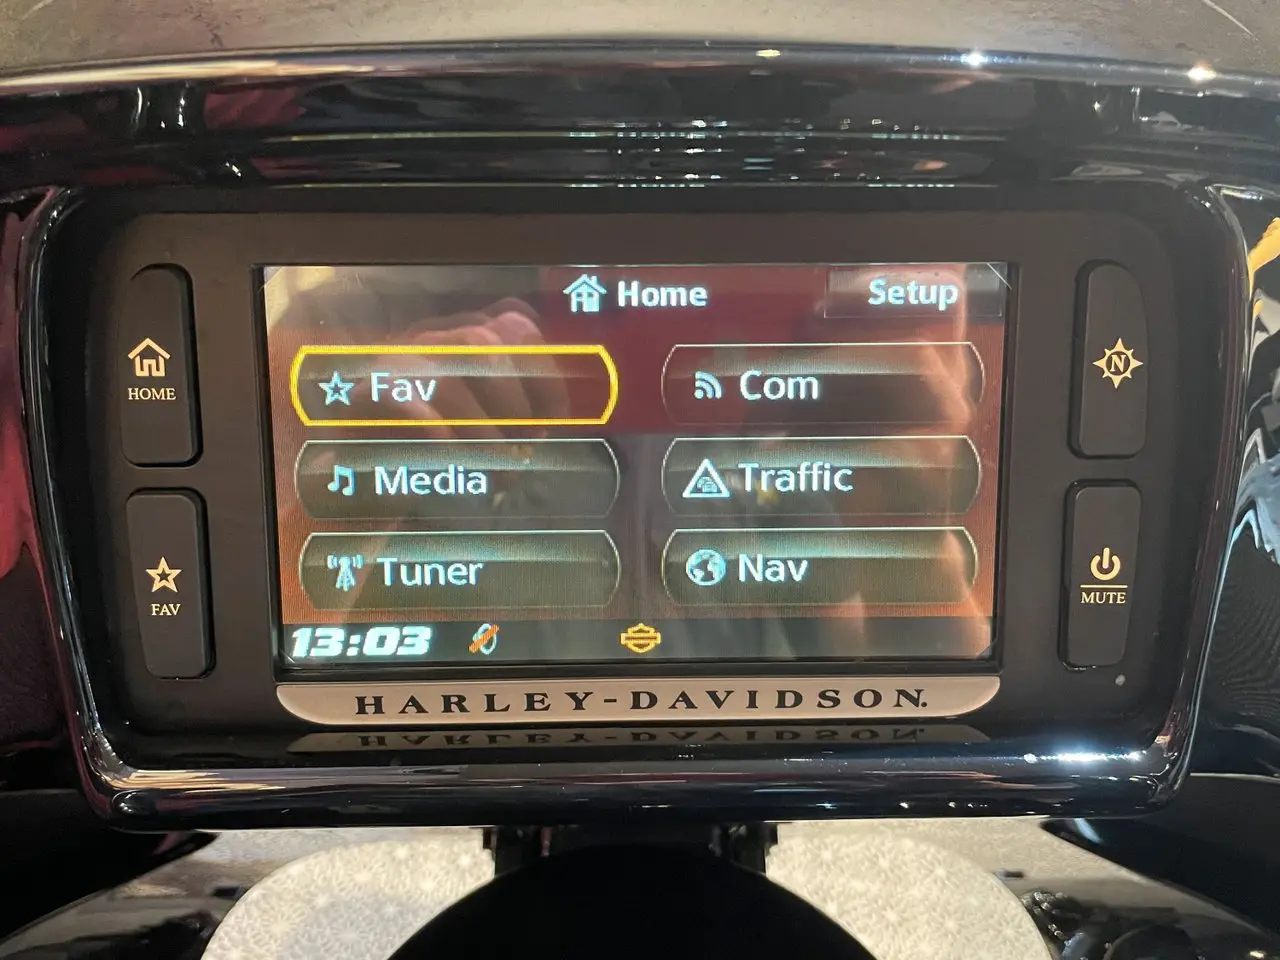 Home
Setup
HOME
Fav
Com
N
Media
Traffic
FAV
Tuner
Nav
MUTE
13:03
HARLEY-DAVIDSON.